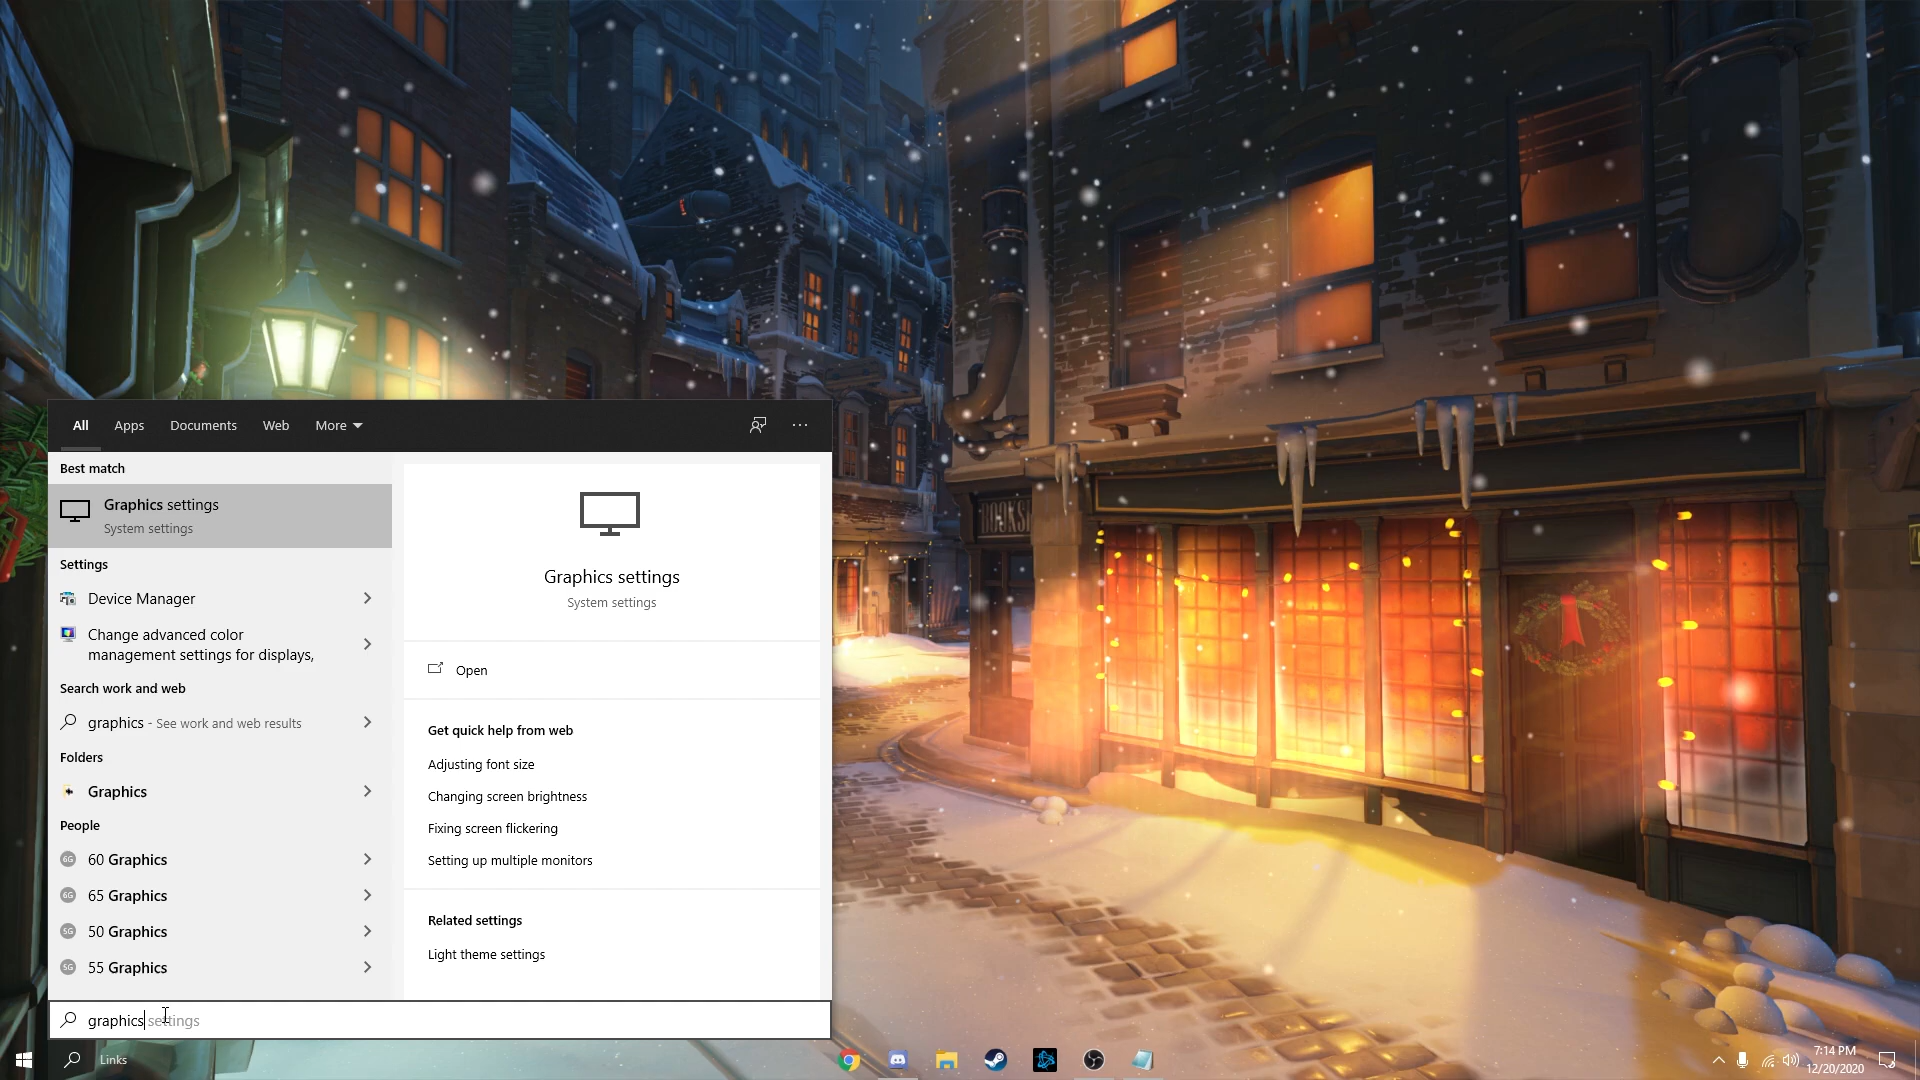 All Apps Documents Web More
Best match
Graphics settings
System settings
Settings
Device Manager
Change advanced color
management settings for displays,
Search work and web
graphics - See work and web results
Folders
Graphics
People
6G 60 Graphics
6G 65 Graphics
5G 50 Graphics
5G 55 Graphics
Graphics settings
System settings
Open
Get quick help from web
Adjusting font size
Changing screen brightness
Fixing screen flickering
Setting up multiple monitors
Related settings
Light theme settings
graphics settings
Links
7:14 PM
12/20/2020